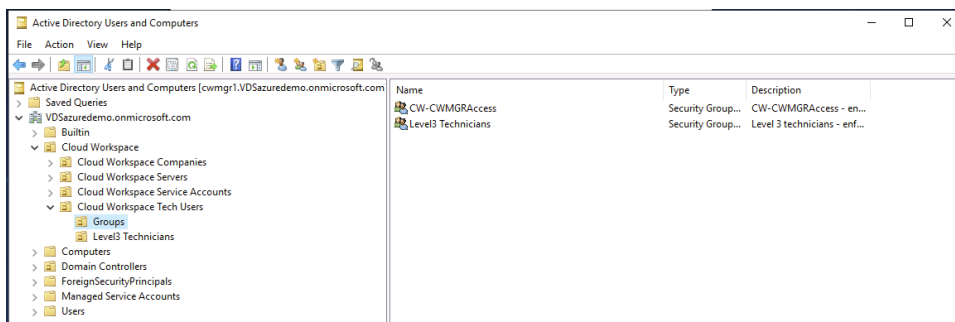 Active Directory Users and Computers
File Action View Help
Active Directory Users and Computers [cwmgr1.VDSazuredemo.onmicrosoft.com
Saved Queries
VDSazuredemo.onmicrosoft.com
Builtin
Cloud Workspace
Cloud Workspace Companies
Cloud Workspace Servers
Cloud Workspace Service Accounts
Cloud Workspace Tech Users
Groups
Level3 Technicians
Computers
Domain Controllers
ForeignSecurityPrincipals
Managed Service Accounts
Users
Name Type Description
CW-CWMGRAccess Security Group... CW-CWMGRAccess - en...
Level3 Technicians Security Group... Level 3 technicians - enf...